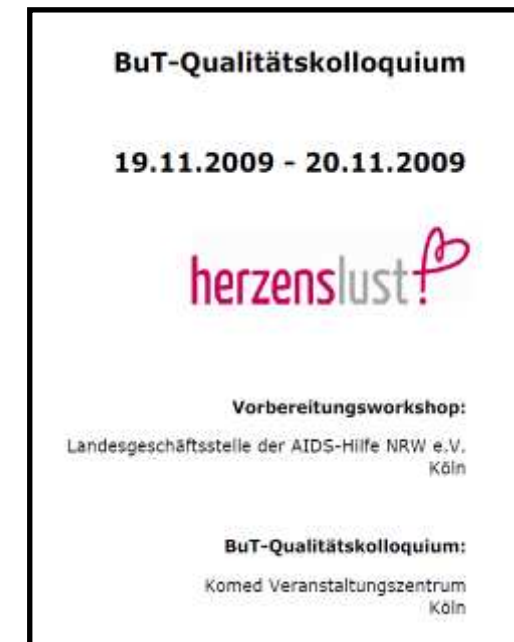 BuT-Qualitätskolloquium
19.11.2009 - 20.11.2009
herzenslust
Vorbereitungsworkshop:
Landesgeschäftsstelle der AIDS-Hilfe NRW e.V.
Köln
BuT-Qualitätskolloquium:
Komed Veranstaltungszentrum
Köln